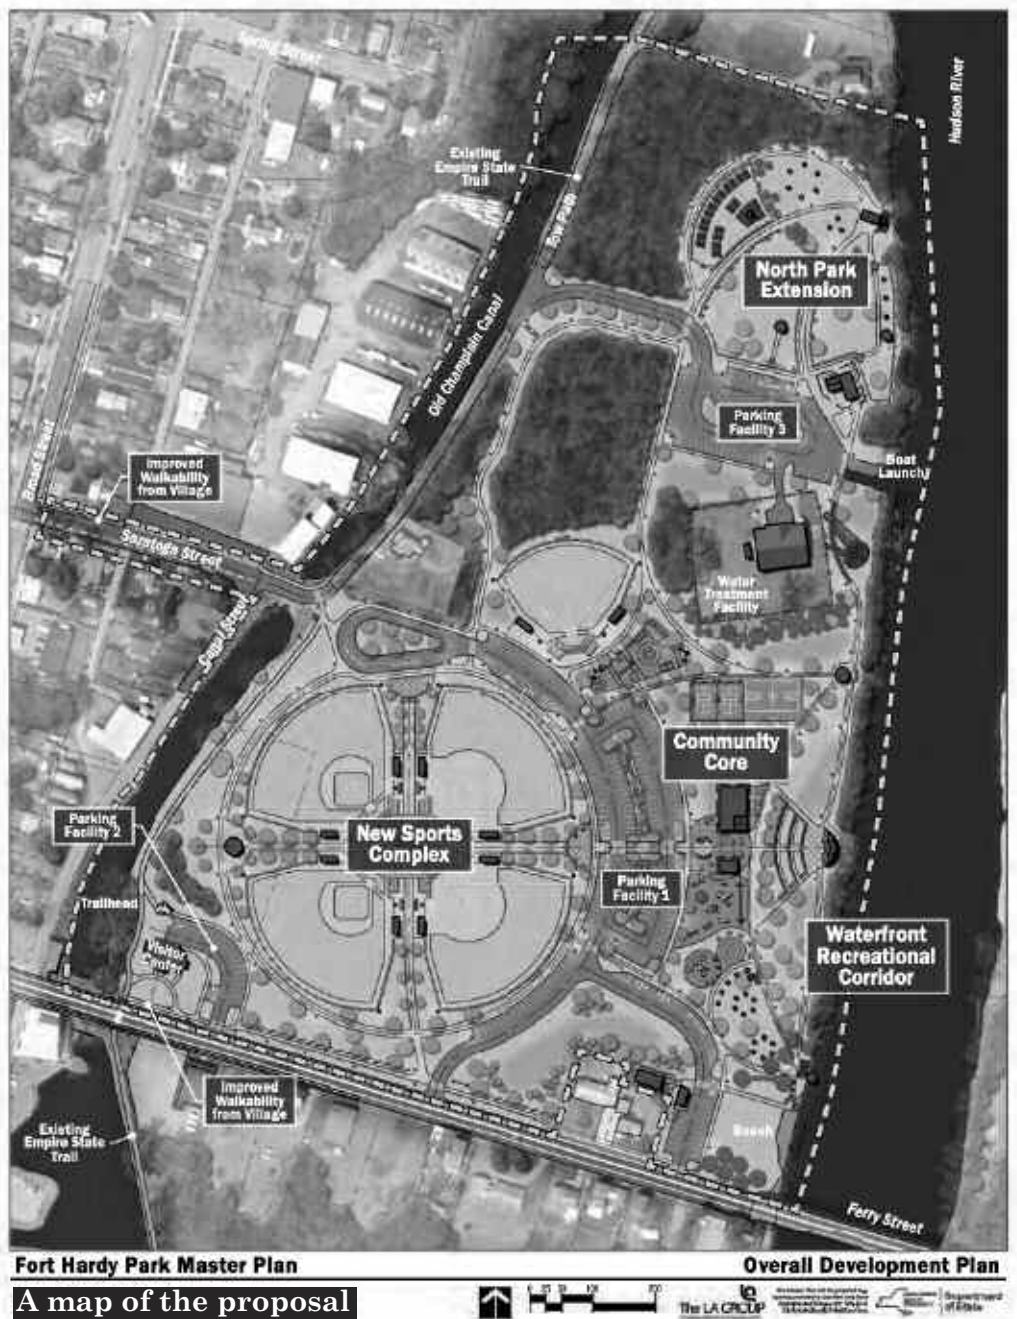 Spring Street
Hudson River
Existing
Empire State
Trail
Tow Path
North Park
Extension
Old Champlain Canal
Parking
Facility 3
Broad Street
Improved
Walkability
from Village
Boat
Launch
Saratoga Street
Water
Treatment
Facility
Canal Street
Community
Core
Parking
Facility 2
New Sports
Complex
Parking
Facility 1
Trailhead
Visitor
Center
Waterfront
Recreational
Corridor
Improved
Walkability
from Village
Existing
Empire State
Trail
Beach
Ferry Street
Fort Hardy Park Master Plan
Overall Development Plan
A map of the proposal
The LA GROUP
Department
of State